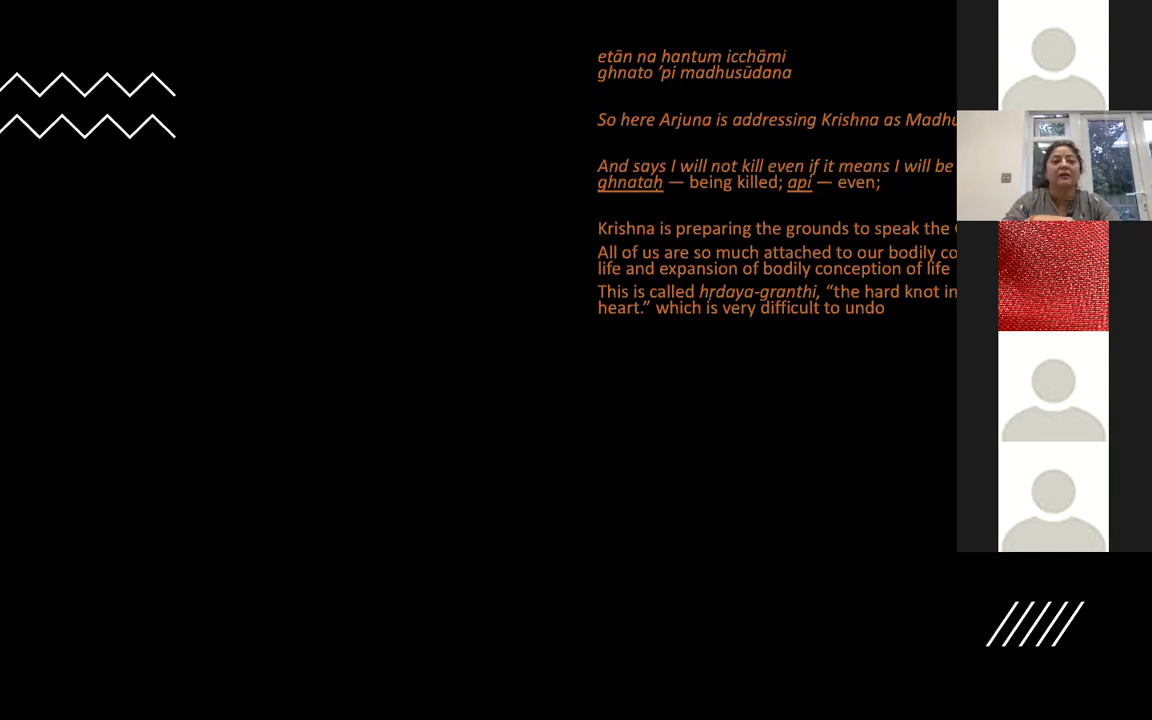 etān na hantum icchāmi
ghnato ’pi madhusūdana
So here Arjuna is addressing Krishna as
And says I will not kill even if it means I will be
ghnataḥ — being killed; api — even;
Krishna is preparing the grounds to speak the
All of us are so much attached to our bodily
life and expansion of bodily conception of life
This is called hṛdaya-granthi, “the hard knot in
heart.” which is very difficult to undo